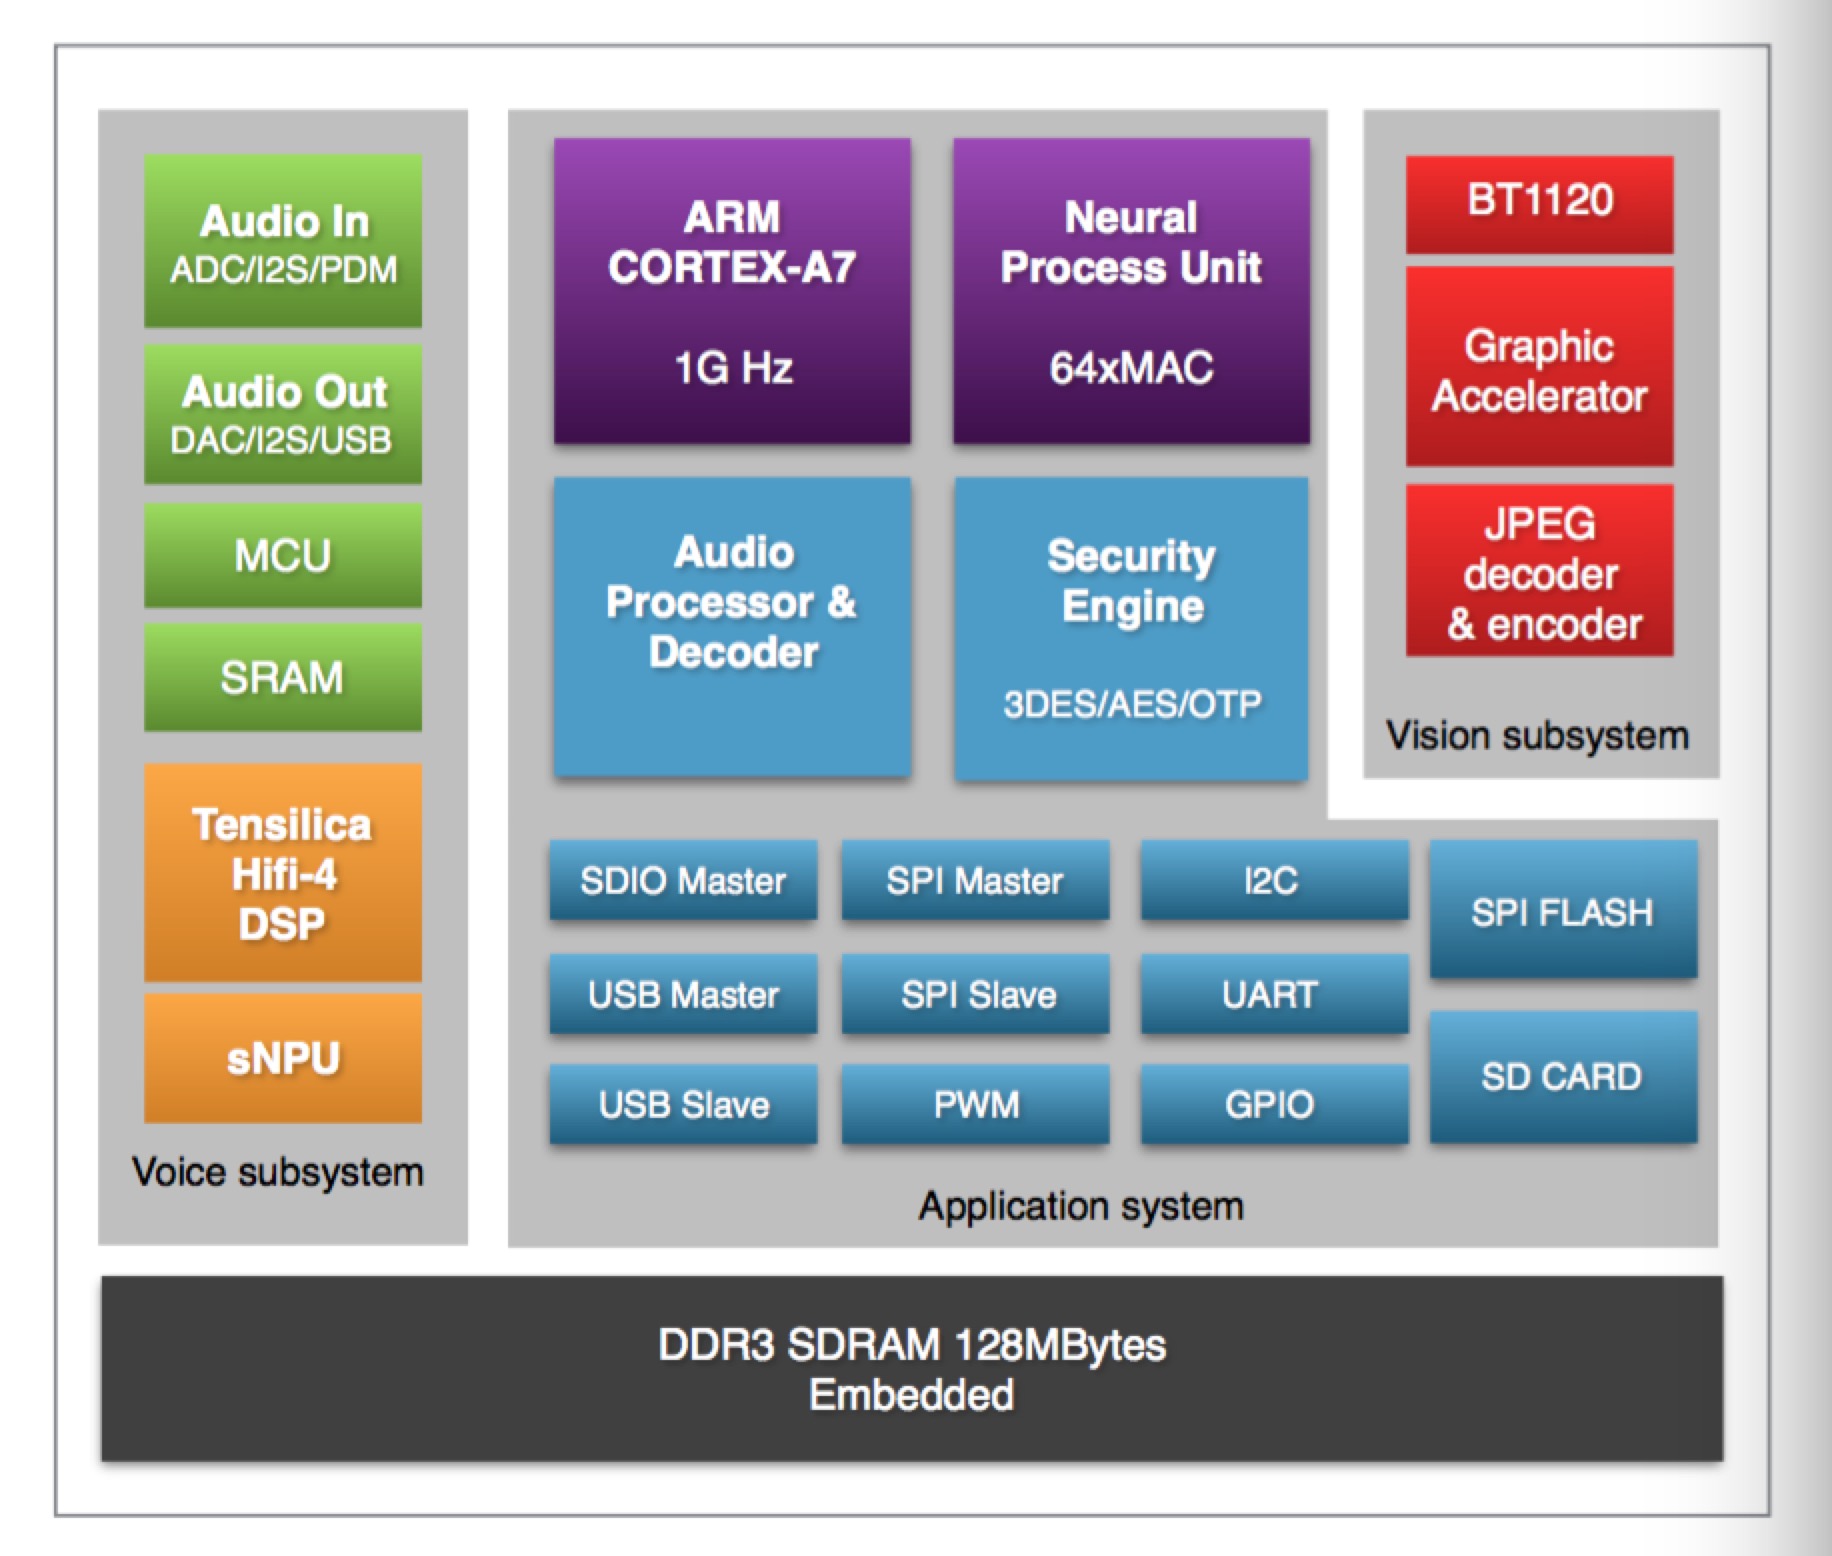 Audio In
ADC/I2S/PDM
Audio Out
DAC/I2S/USB
MCU
SRAM
Tensilica
Hifi-4
DSP
sNPU
Voice subsystem
ARM
CORTEX-A7
1G Hz
Neural
Process Unit
64xMAC
Audio
Processor &
Decoder
Security
Engine
3DES/AES/OTP
SDIO Master
SPI Master
I2C
SPI FLASH
USB Master
SPI Slave
UART
SD CARD
USB Slave
PWM
GPIO
Application system
BT1120
Graphic
Accelerator
JPEG
decoder
& encoder
Vision subsystem
DDR3 SDRAM 128MBytes
Embedded